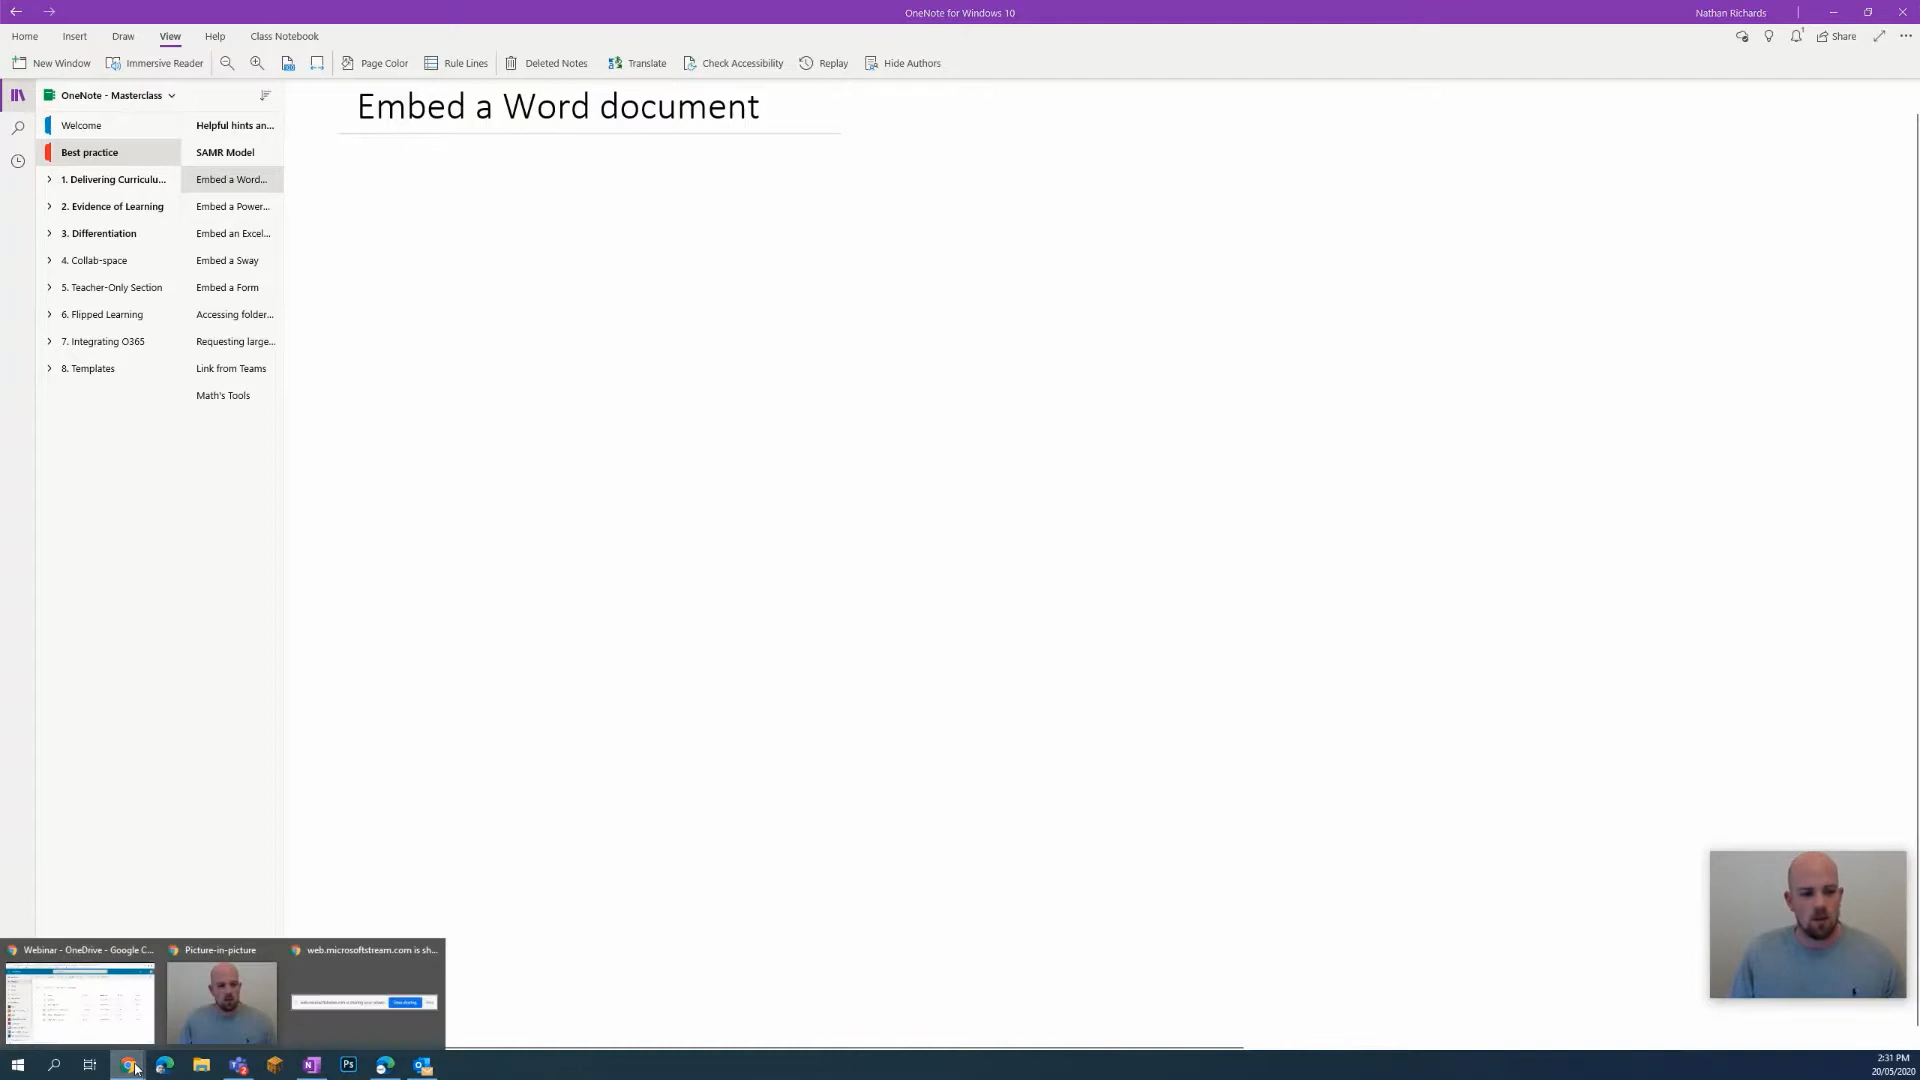 OneNote for Windows 10
Nathan Richards
Home Insert Draw View Help Class Notebook
Share
New Window Immersive Reader Page Color Rule Lines Deleted Notes Translate Check Accessibility Replay Hide Authors
OneNote - Masterclass
Embed a Word document
Welcome
Best practice
1. Delivering Curriculu...
2. Evidence of Learning
3. Differentiation
4. Collab-space
5. Teacher-Only Section
6. Flipped Learning
7. Integrating O365
8. Templates
Helpful hints an...
SAMR Model
Embed a Word...
Embed a Power...
Embed an Excel...
Embed a Sway
Embed a Form
Accessing folder...
Requesting large...
Link from Teams
Math's Tools
Webinar - OneDrive - Google C...
Picture-in-picture
web.microsoftstream.com is sh...
Stop sharing
Ps
2:31 PM
20/05/2020